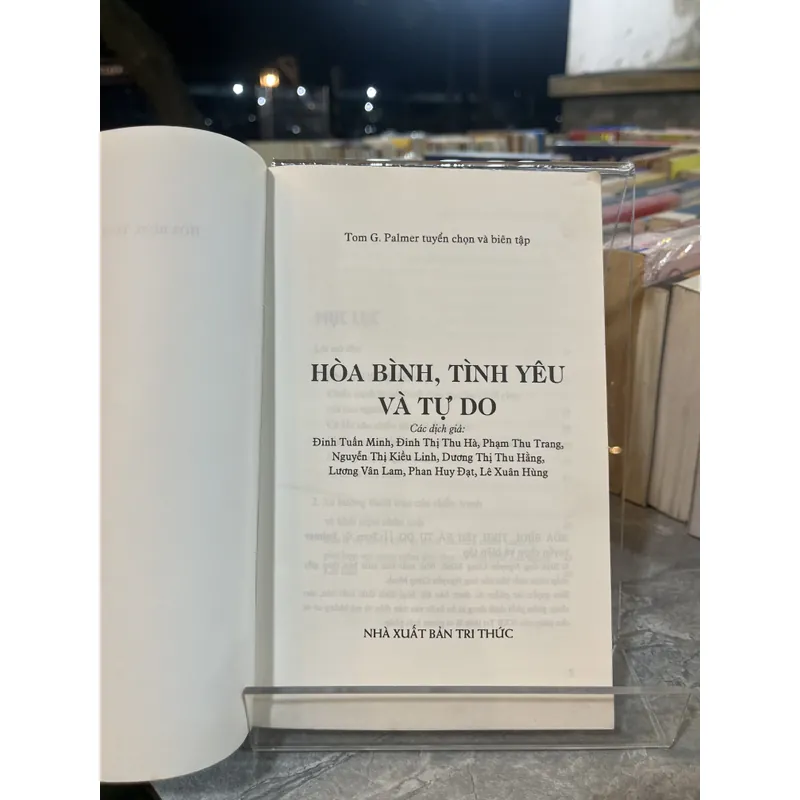 Tom G. Palmer tuyển chọn và biên tập
HÒA BÌNH, TÌNH YÊU
VÀ TỰ DO
Các dịch giả:
Đinh Tuấn Minh, Đinh Thị Thu Hà, Phạm Thu Trang,
Nguyễn Thị Kiều Linh, Dương Thị Thu Hằng,
Lương Văn Lam, Phan Huy Đạt, Lê Xuân Hùng
NHÀ XUẤT BẢN TRI THỨC